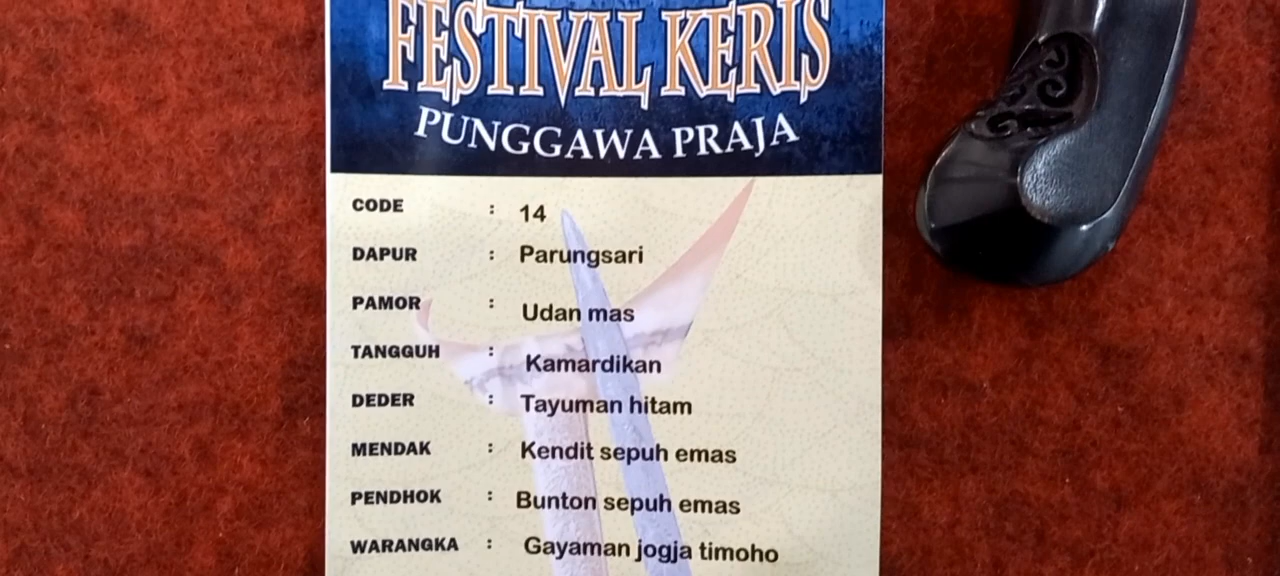 FESTIVAL KERIS
PUNGGAWA PRAJA
CODE : 14
DAPUR : Parungsari
PAMOR : Udan mas
TANGGUH : Kamardikan
DEDER : Tayuman hitam
MENDAK : Kendit sepuh emas
PENDHOK : Bunton sepuh emas
WARANGKA : Gayaman jogja timoho